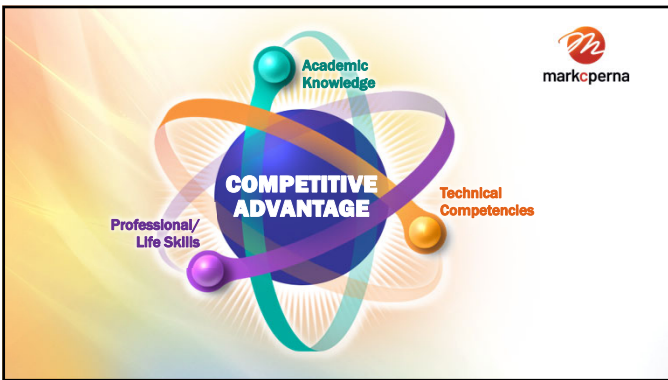 markcperna
Academic
Knowledge
COMPETITIVE
ADVANTAGE
Technical
Competencies
Professional/
Life Skills